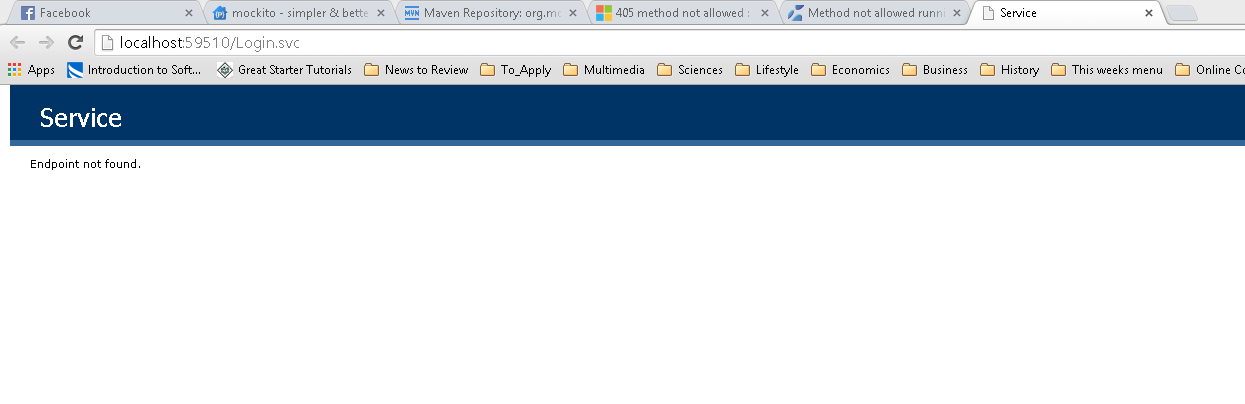 Facebook mockito - simpler & bette Maven Repository: org.mo 405 method not allowed Method not allowed runni Service
localhost:59510/Login.svc
Apps Introduction to Soft... Great Starter Tutorials News to Review To_Apply Multimedia Sciences Lifestyle Economics Business History This weeks menu Online Co
Service
Endpoint not found.